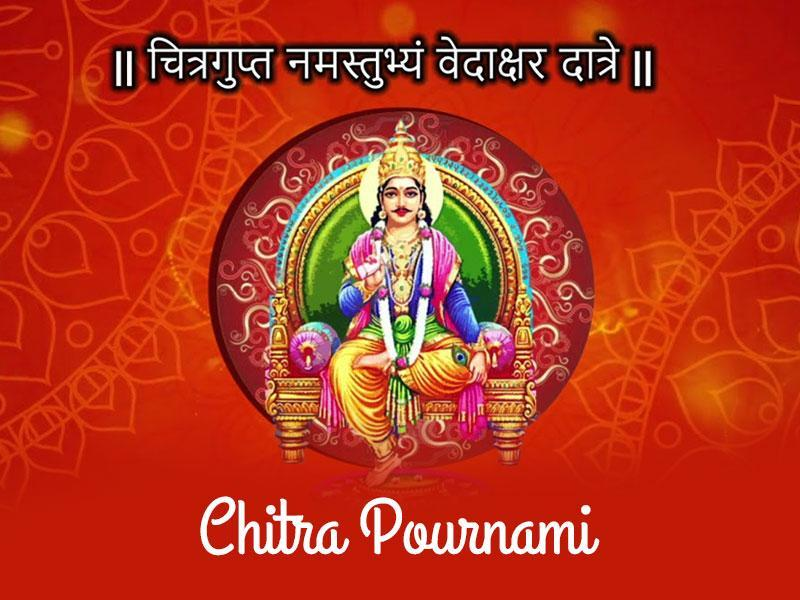 ॥ चित्रगुप्त नमस्तुभ्यं वेदाक्षर दात्रे ॥
Chitra Pournami